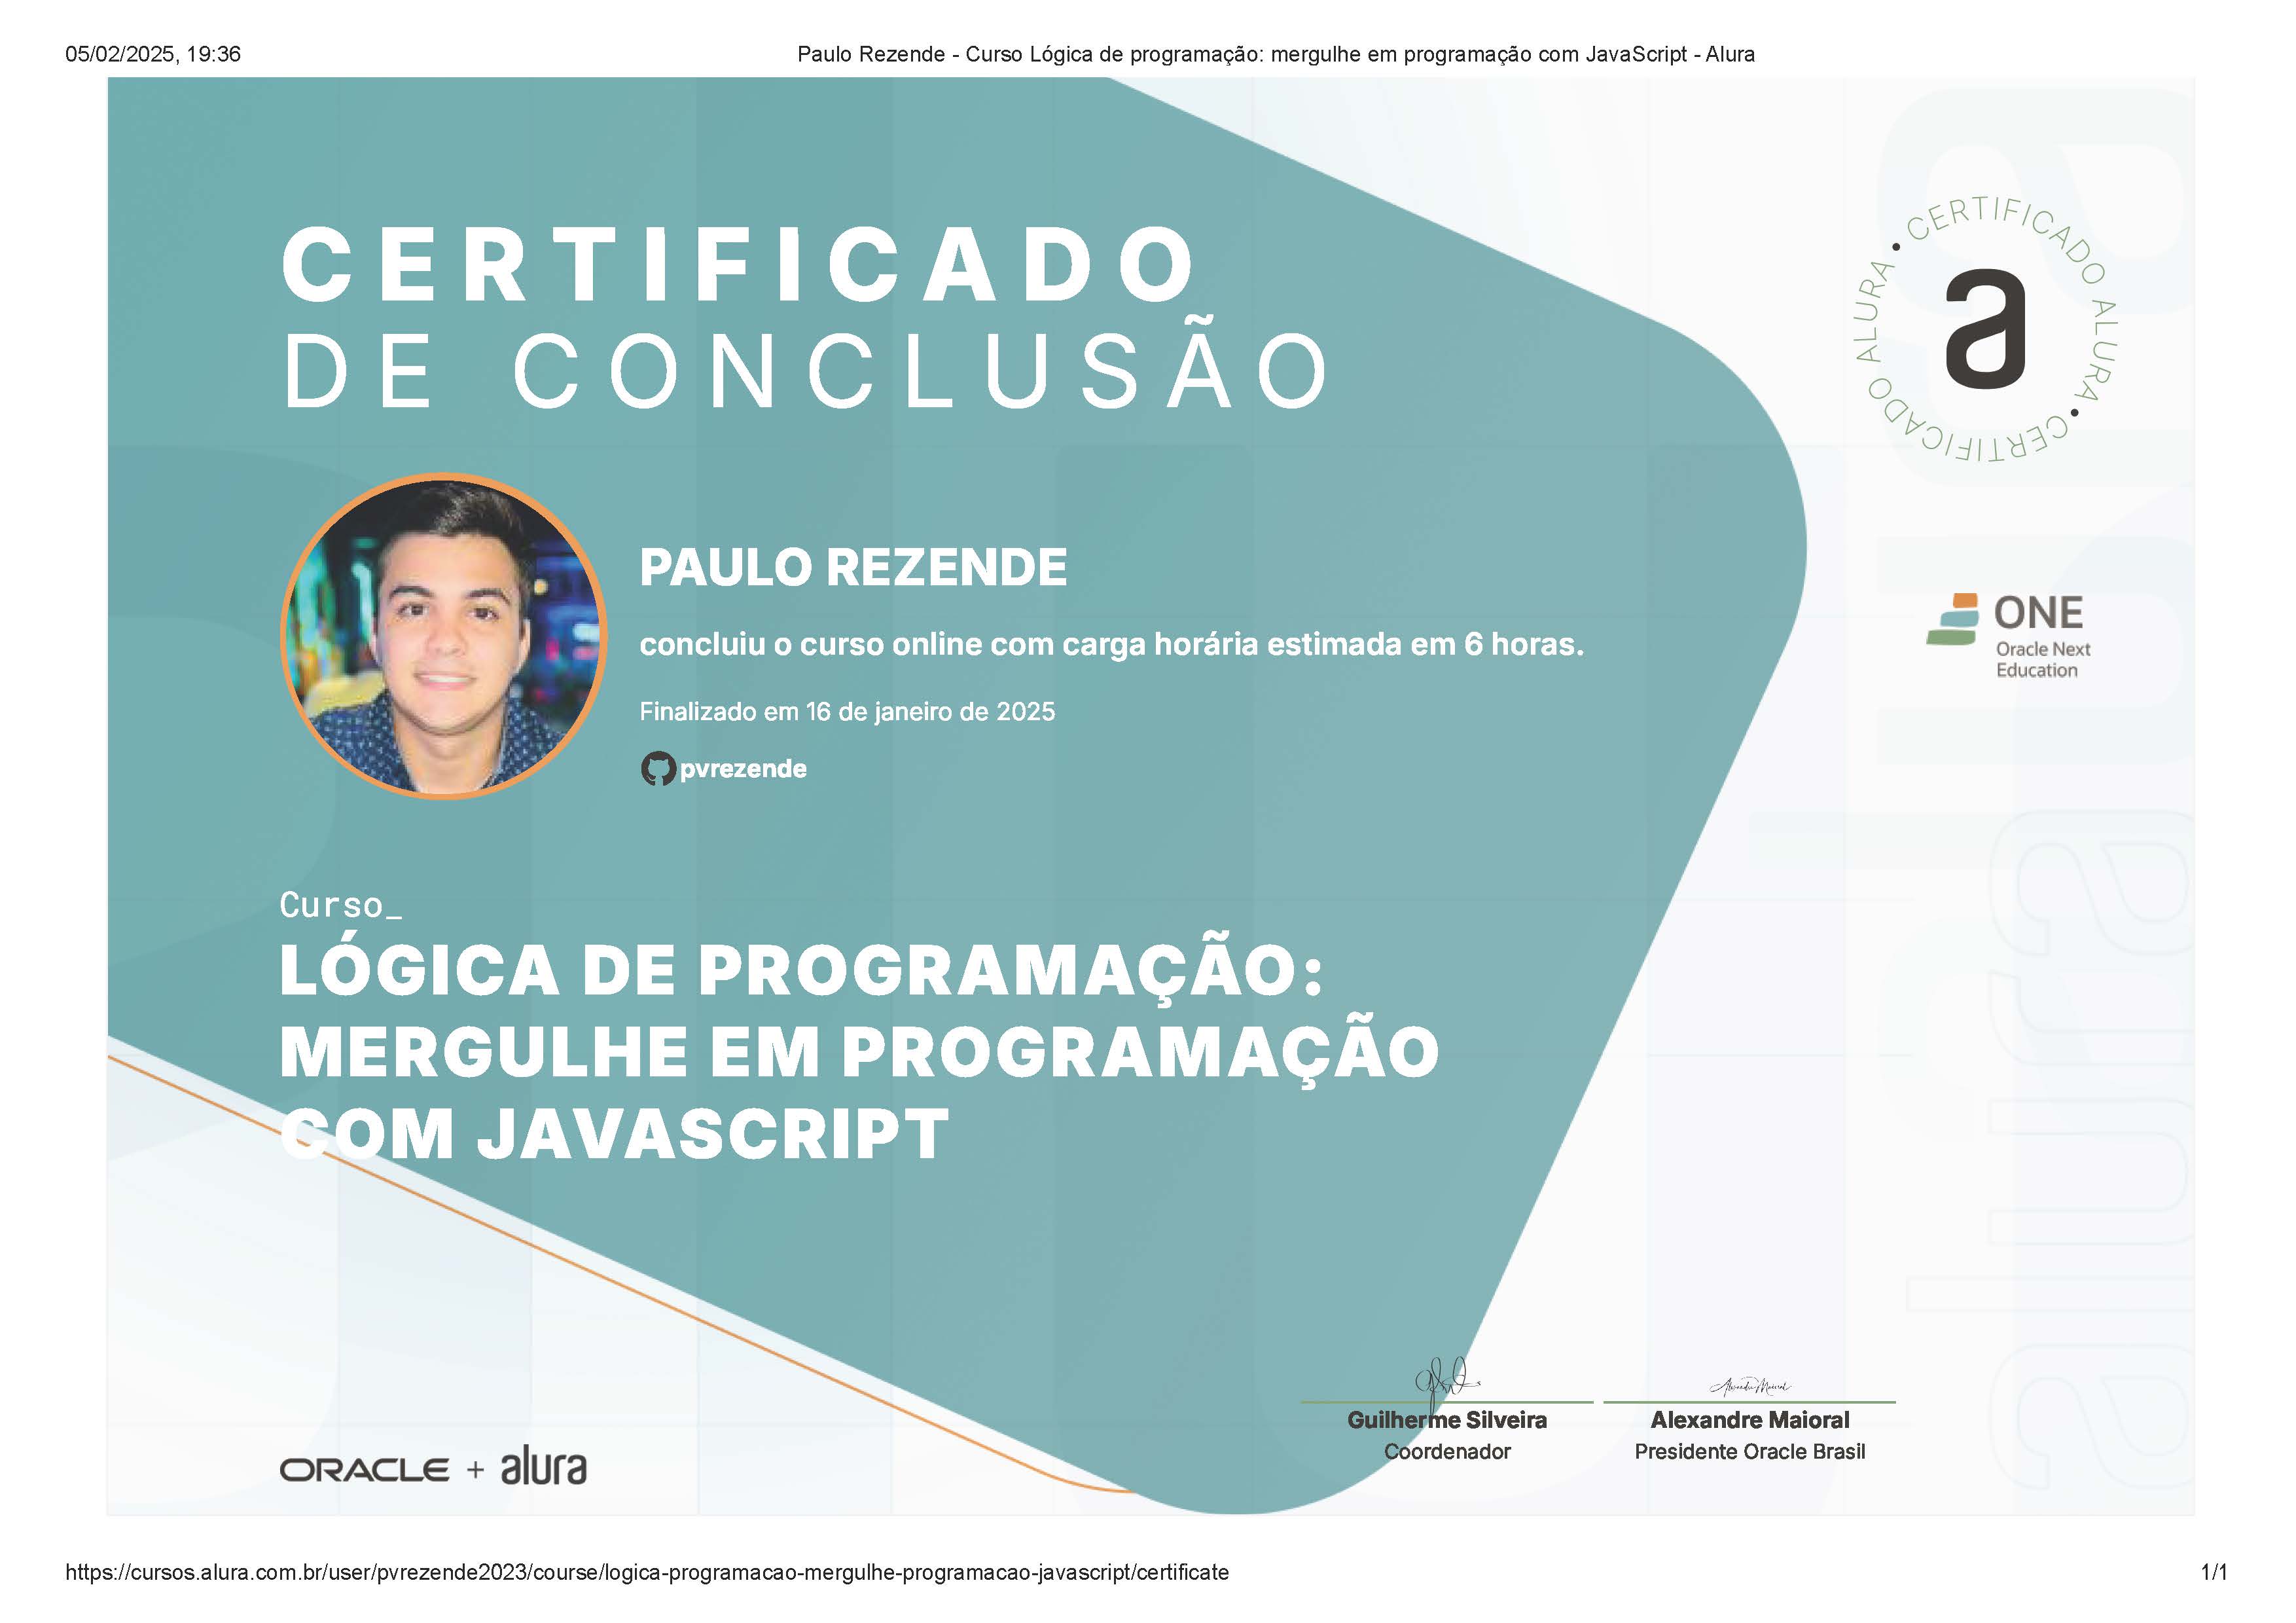 05/02/2025, 19:36
Paulo Rezende - Curso Lógica de programação: mergulhe em programação com JavaScript - Alura
CERTIFICADO
DE CONCLUSÃO
• CERTIFICADO ALURA • CERTIFICADO ALURA
a
PAULO REZENDE
concluiu o curso online com carga horária estimada em 6 horas.
Finalizado em 16 de janeiro de 2025
pvrezende
ONE
Oracle Next
Education
Curso_
LÓGICA DE PROGRAMAÇÃO:
MERGULHE EM PROGRAMAÇÃO
COM JAVASCRIPT
alura
Alexandre Maioral
Guilherme Silveira
Alexandre Maioral
Coordenador
Presidente Oracle Brasil
ORACLE + alura
https://cursos.alura.com.br/user/pvrezende2023/course/logica-programacao-mergulhe-programacao-javascript/certificate
1/1